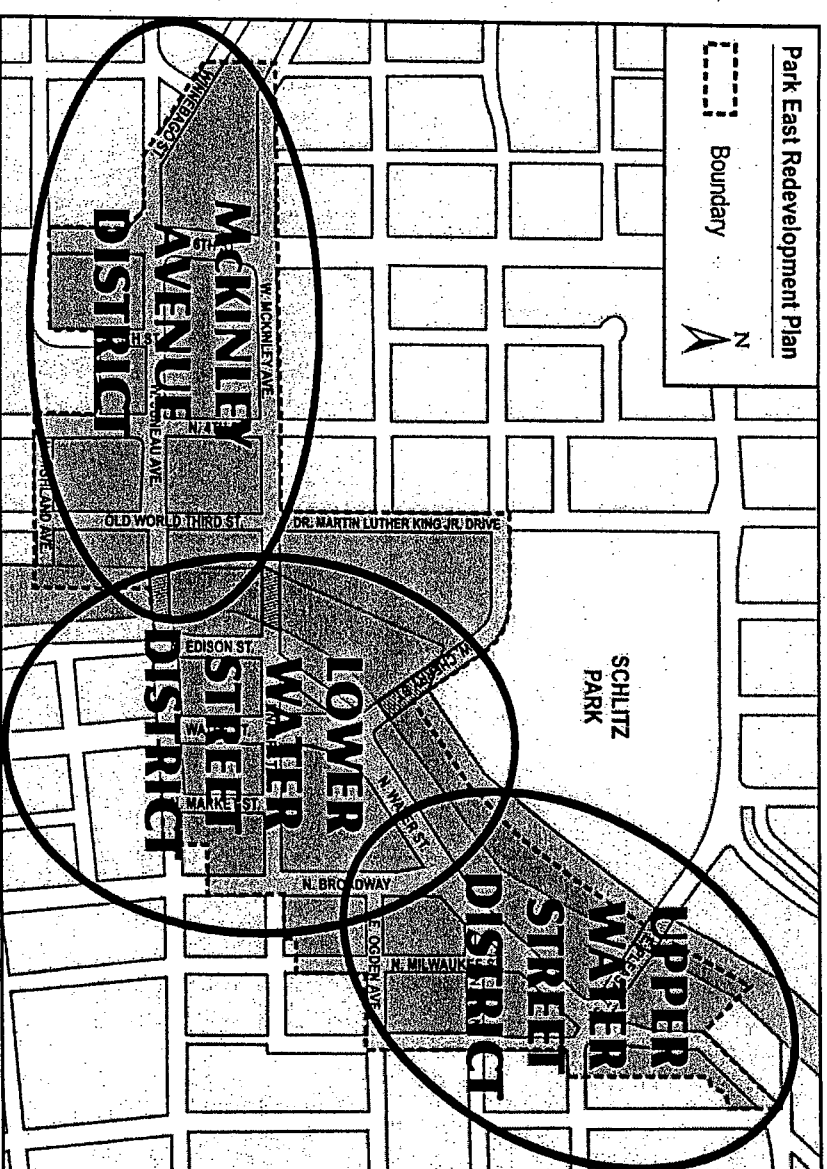 Park East Redevelopment Plan
Boundary
N
SCHLITZ
PARK
WINNEBAGO ST.
McKINLEY
AVENUE
DISTRICT
W. MCKINLEY AVE
N. 4TH
OLD WORLD THIRD ST.
DR. MARTIN LUTHER KING JR. DRIVE
LOWER
WATER
STREET
DISTRICT
EDISON ST.
N. MARKET ST.
N. WATER ST.
N. BROADWAY
UPPER
WATER
STREET
DISTRICT
E. OGDEN AVE